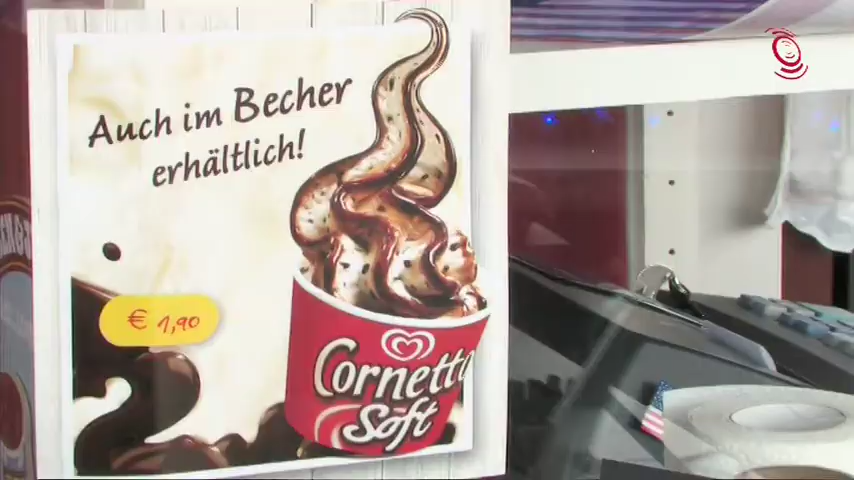 Auch im Becher
erhältlich!
€ 1,90
Cornetto
Soft